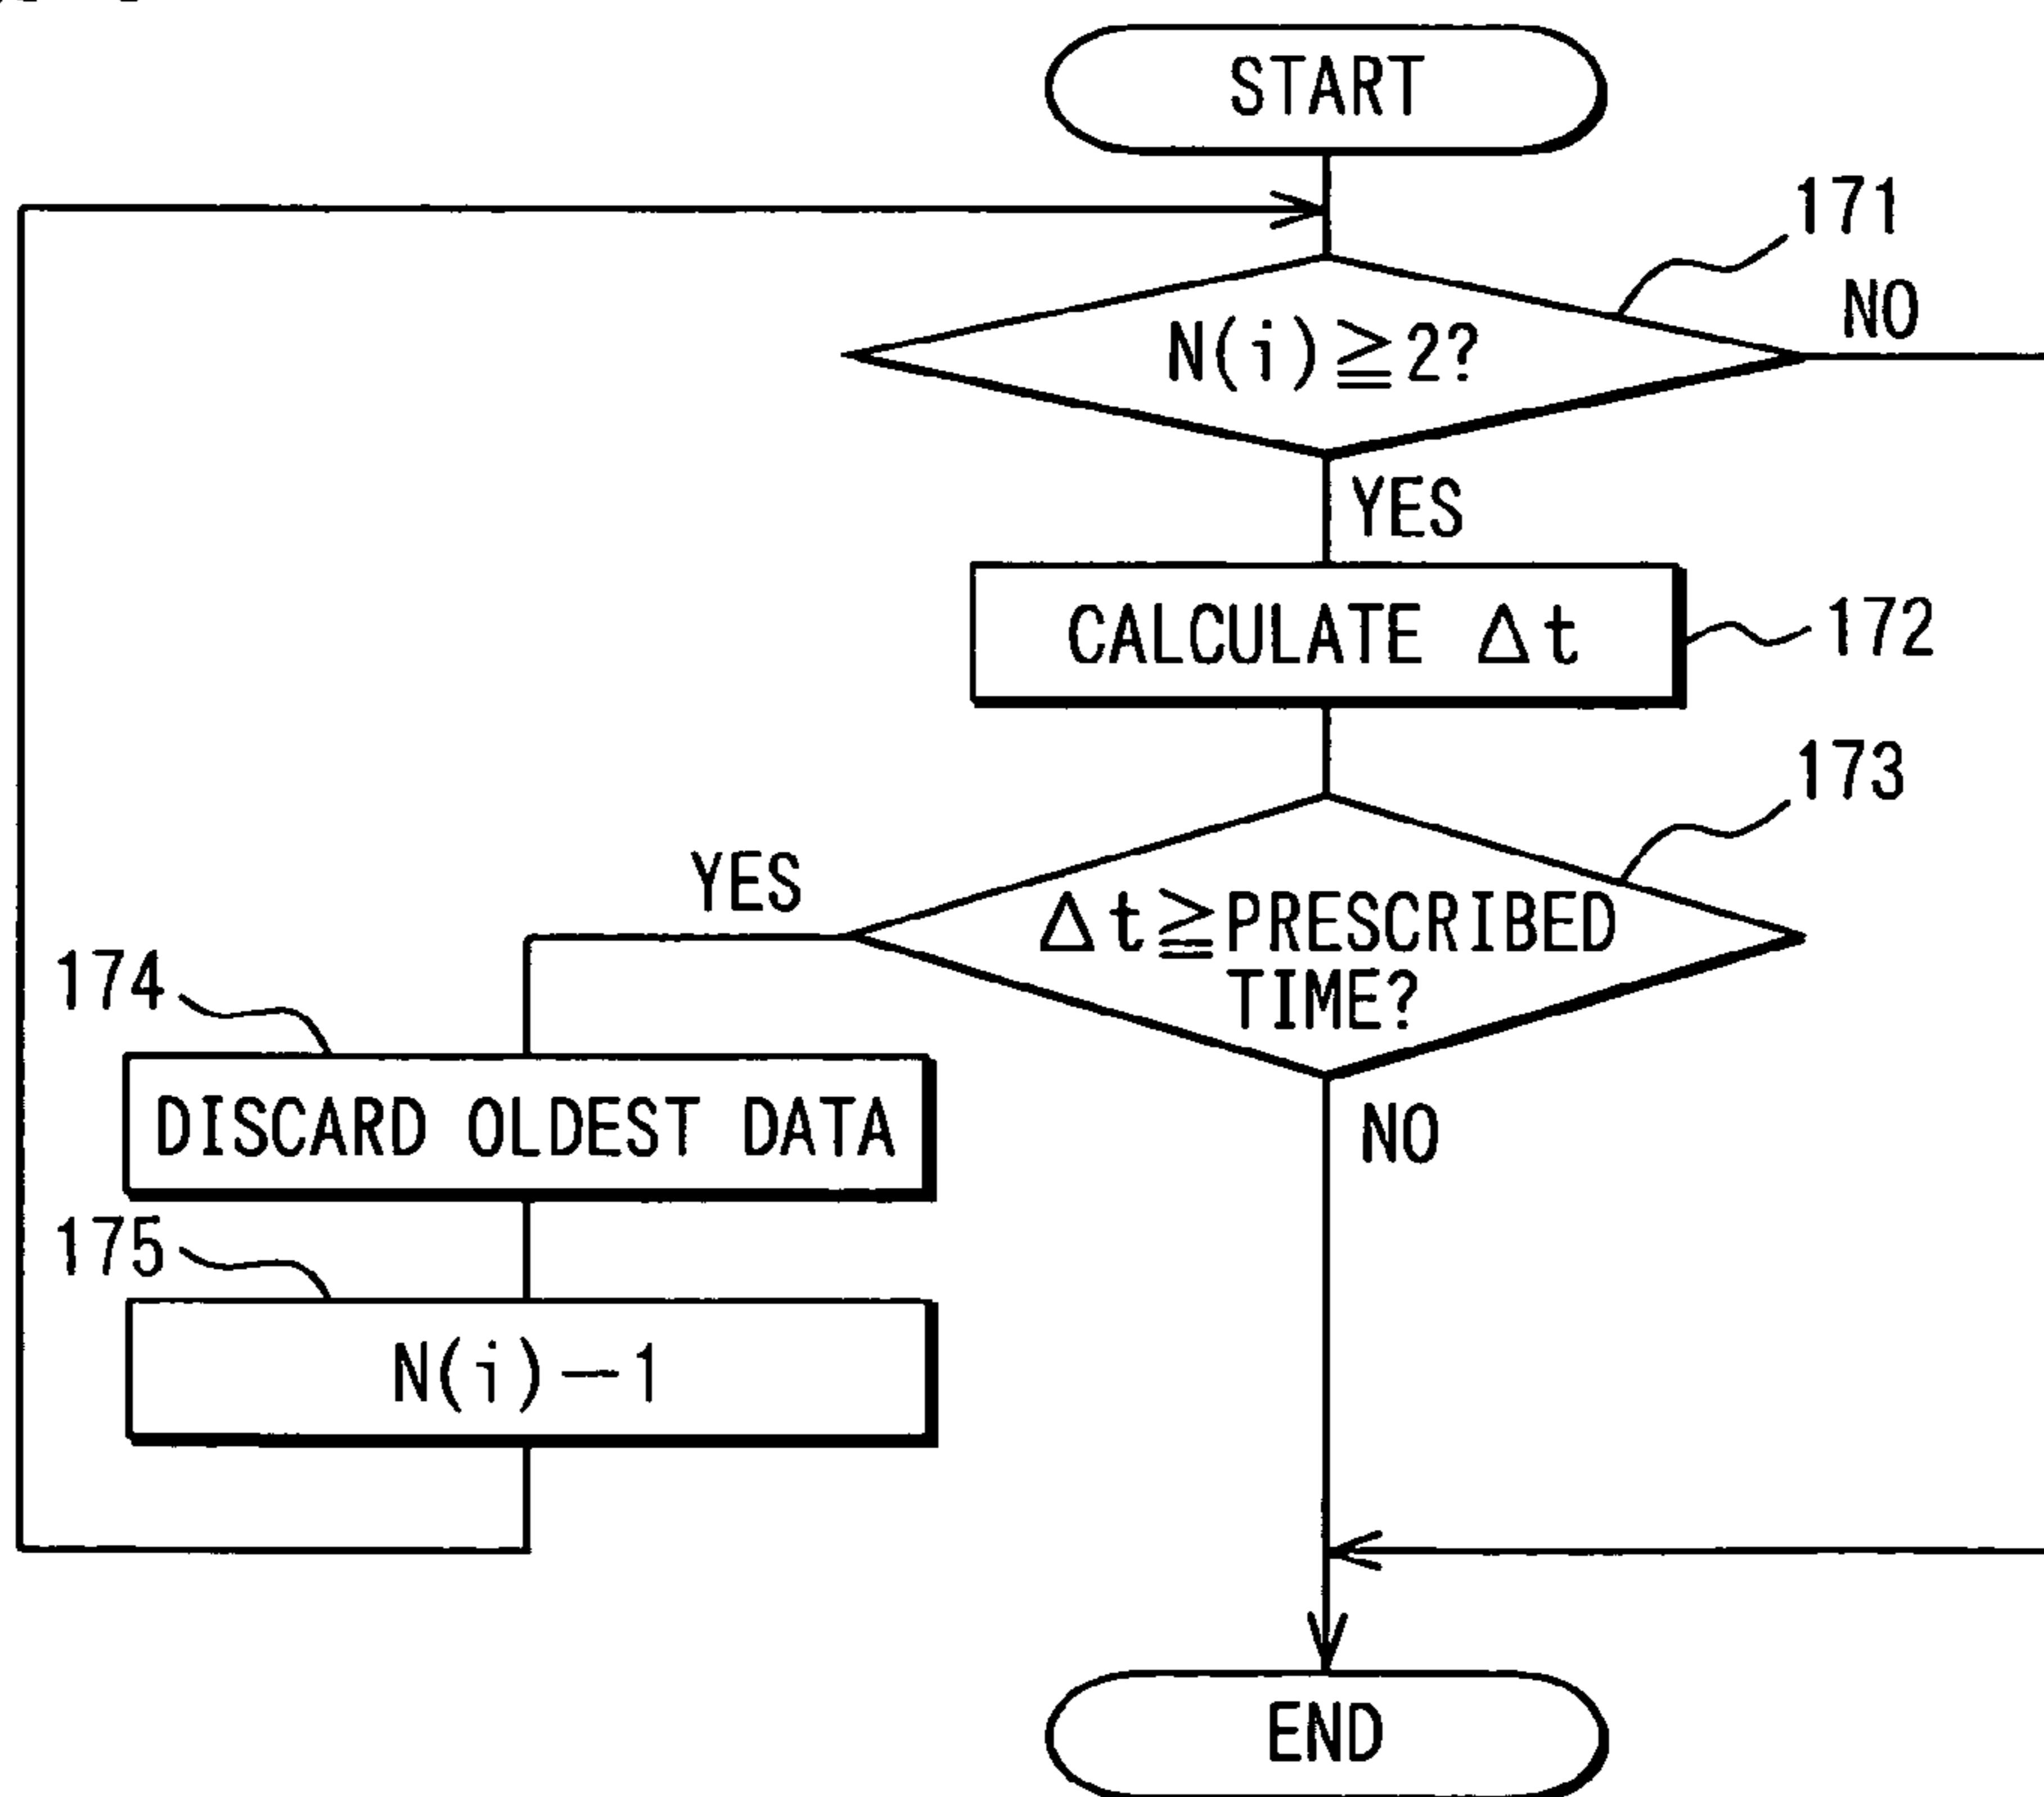 START
171
NO
N(i)≧2?
YES
CALCULATE Δt
172
173
YES
Δt≧PRESCRIBED
TIME?
174
DISCARD OLDEST DATA
NO
175
N(i)−1
END